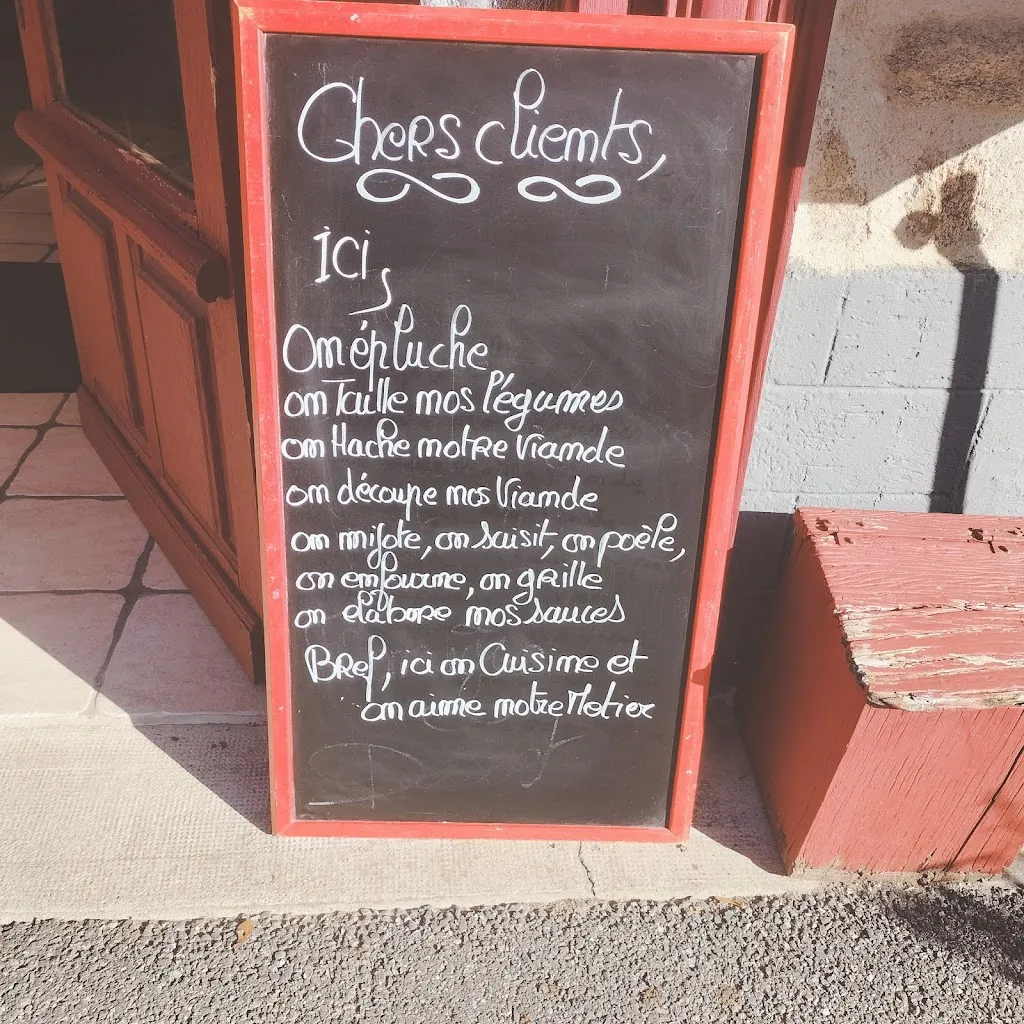 Chers clients,
ici,
On épluche
on Taille nos légumes
on Hache notre Viande
on découpe nos Viande
on mijote, on saisit, on poèle,
on enfourne, on grille
on élabore nos sauces
Bref, ici on Cuisine et
on aime notre Metier